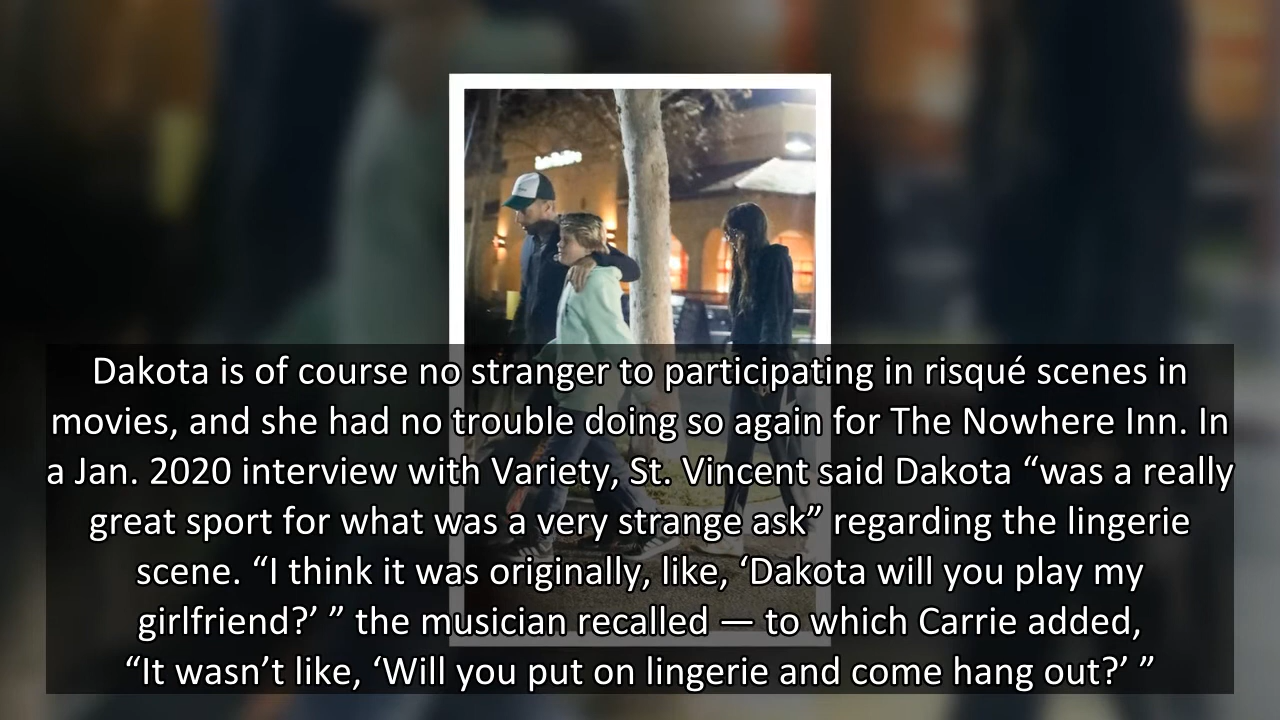 Dakota is of course no stranger to participating in risqué scenes in
movies, and she had no trouble doing so again for The Nowhere Inn. In
a Jan. 2020 interview with Variety, St. Vincent said Dakota “was a really
great sport for what was a very strange ask” regarding the lingerie
scene. “I think it was originally, like, ‘Dakota will you play my
girlfriend?’ ” the musician recalled — to which Carrie added,
“It wasn’t like, ‘Will you put on lingerie and come hang out?’ ”